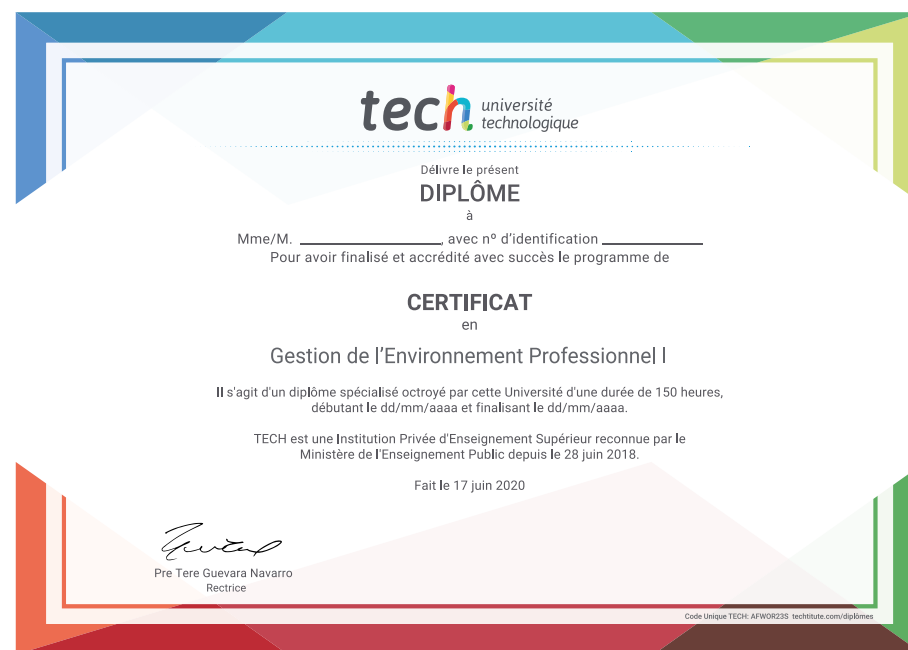 tech université
technologique
Délivre le présent
DIPLÔME
à
Mme/M. ____________________, avec nº d'identification ______________
Pour avoir finalisé et accrédité avec succès le programme de
CERTIFICAT
en
Gestion de l'Environnement Professionnel I
Il s'agit d'un diplôme spécialisé octroyé par cette Université d'une durée de 150 heures,
débutant le dd/mm/aaaa et finalisant le dd/mm/aaaa.
TECH est une Institution Privée d'Enseignement Supérieur reconnue par le
Ministère de l'Enseignement Public depuis le 28 juin 2018.
Fait le 17 juin 2020
Pre Tere Guevara Navarro
Rectrice
Code Unique TECH: AFWOR23S techtitute.com/diplômes